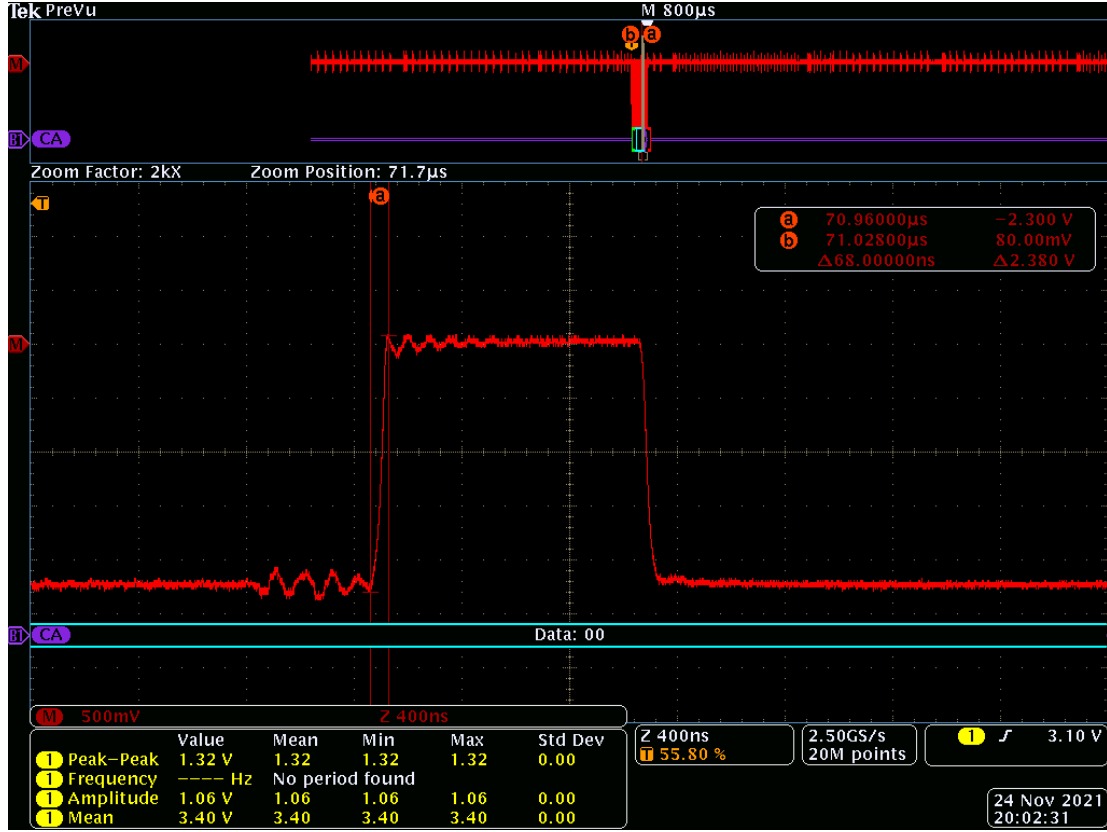 Tek PreVu M 800µs
b a
M
B1 CA
Zoom Factor: 2kX Zoom Position: 71.7µs
T
a
a 70.96000µs −2.300 V
b 71.02800µs 80.00mV
Δ68.00000ns Δ2.380 V
M
B1 CA Data: 00
M 500mV Z 400ns
Value Mean Min Max Std Dev
1 Peak−Peak 1.32 V 1.32 1.32 1.32 0.00
1 Frequency −−−− Hz No period found
1 Amplitude 1.06 V 1.06 1.06 1.06 0.00
1 Mean 3.40 V 3.40 3.40 3.40 0.00
Z 400ns
T 55.80 %
2.50GS/s
20M points
1 3.10 V
24 Nov 2021
20:02:31